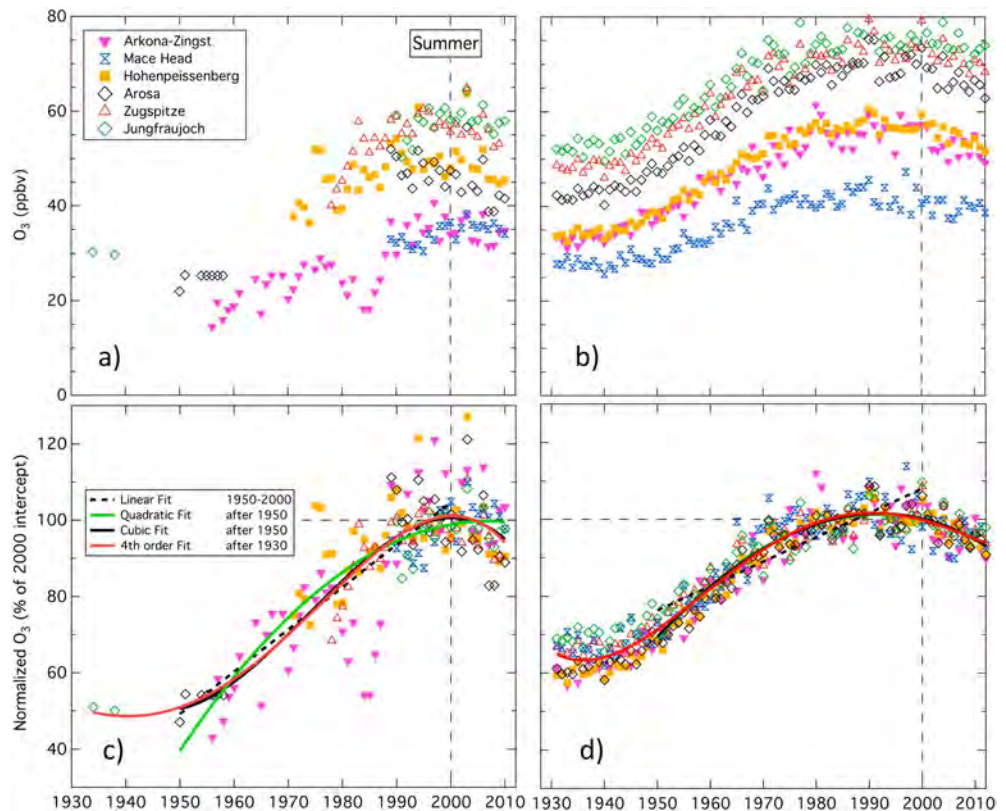 80
60
40
20
0
O3 (ppbv)
Arkona-Zingst
Mace Head
Hohenpeissenberg
Arosa
Zugspitze
Jungfraujoch
Summer
a)
b)
120
100
80
60
40
Normalized O3 (% of 2000 intercept)
Linear Fit 1950-2000
Quadratic Fit after 1950
Cubic Fit after 1950
4th order Fit after 1930
c)
d)
1930 1940 1950 1960 1970 1980 1990 2000 2010
1930 1940 1950 1960 1970 1980 1990 2000 2010